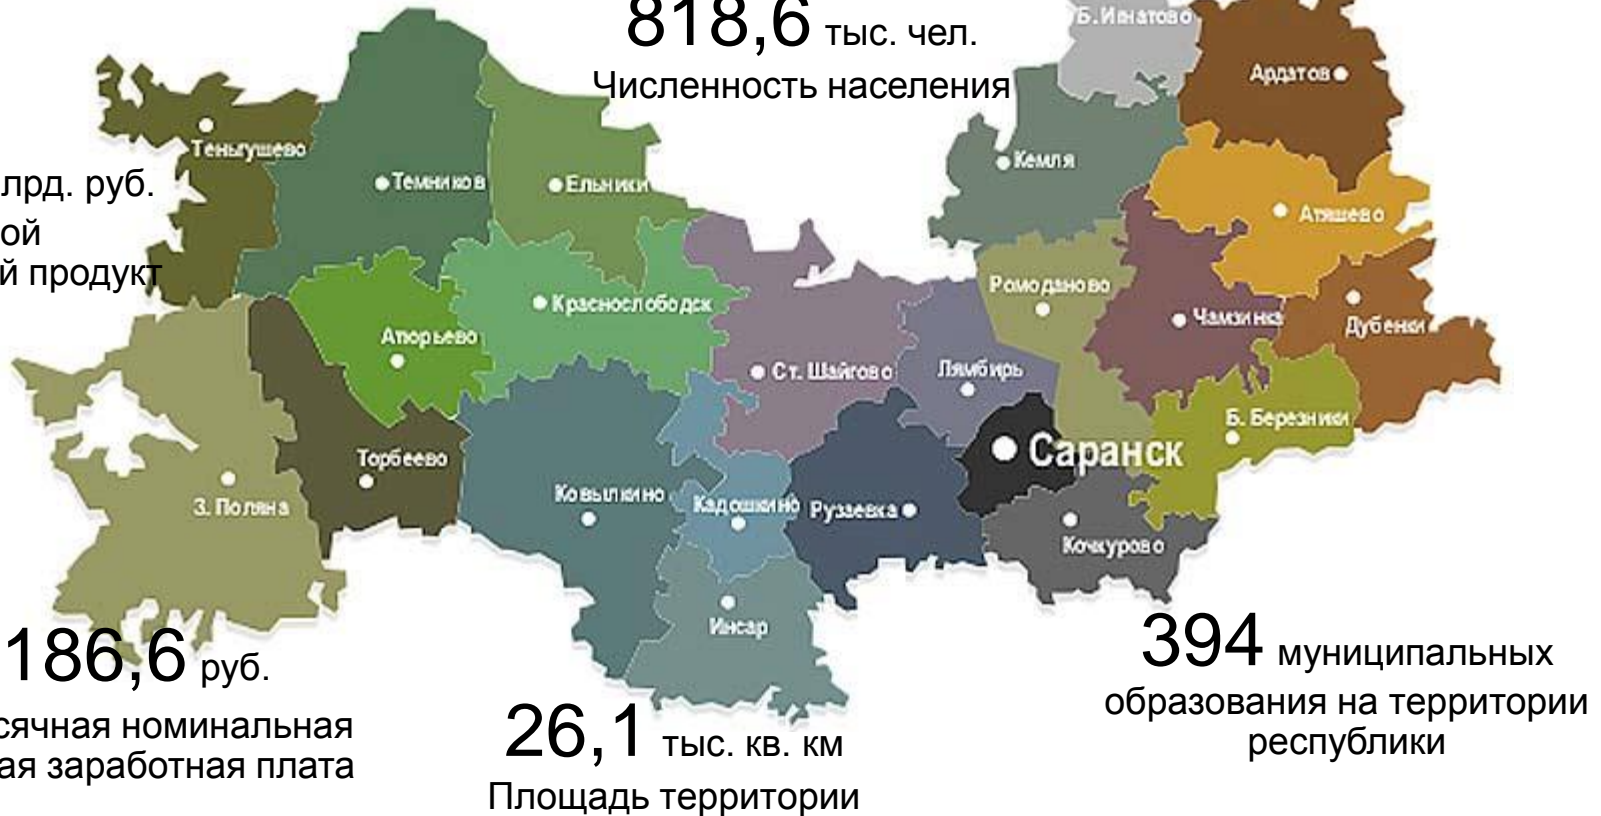 818,6 тыс. чел.
Численность населения
Б.Игнатово
Ардатов
Теньгушево
Темников
Ельники
Кемля
лрд. руб.
ой
й продукт
Атяшево
Ромоданово
Чамзинка
Дубенки
Краснослободск
Атюрьево
Ст. Шайгово
Лямбирь
Б. Березники
Саранск
Торбеево
З. Поляна
Ковылкино
Кадошкино
Рузаевка
Кочкурово
Инсар
186,6 руб.
сячная номинальная
ая заработная плата
26,1 тыс. кв. км
Площадь территории
394 муниципальных
образования на территории
республики